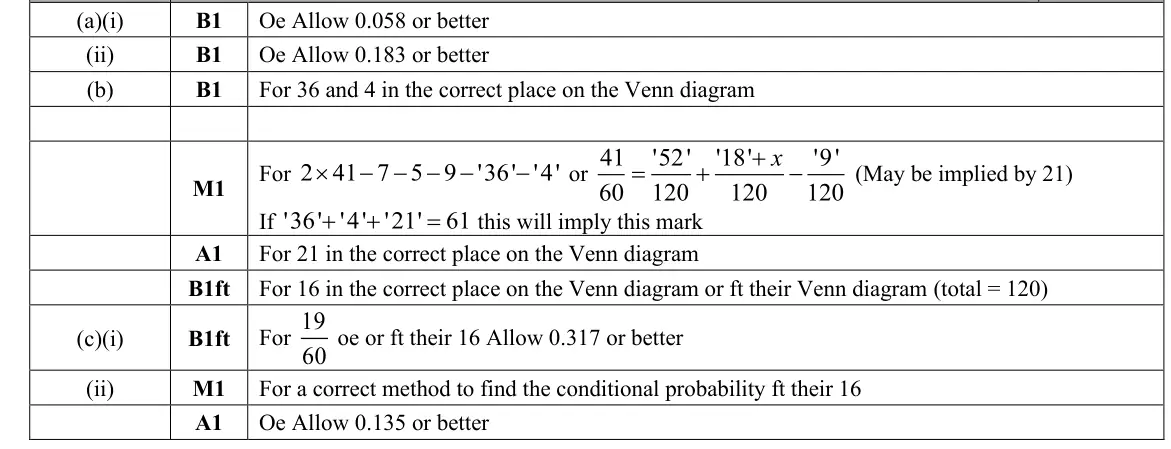 (a)(i) B1 Oe Allow 0.058 or better
(ii) B1 Oe Allow 0.183 or better
(b) B1 For 36 and 4 in the correct place on the Venn diagram
M1 For 2×41−7−5−9−'36'−'4' or 41/60 = '52'/120 + '18'+x/120 − '9'/120 (May be implied by 21)
If '36'+'4'+'21' = 61 this will imply this mark
A1 For 21 in the correct place on the Venn diagram
B1ft For 16 in the correct place on the Venn diagram or ft their Venn diagram (total = 120)
(c)(i) B1ft For 19/60 oe or ft their 16 Allow 0.317 or better
(ii) M1 For a correct method to find the conditional probability ft their 16
A1 Oe Allow 0.135 or better